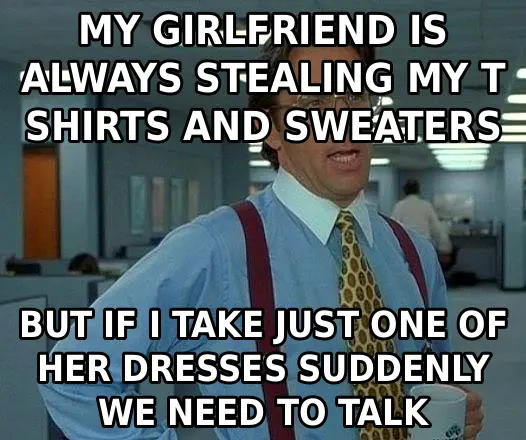 MY GIRLFRIEND IS
ALWAYS STEALING MY T
SHIRTS AND SWEATERS
BUT IF I TAKE JUST ONE OF
HER DRESSES SUDDENLY
WE NEED TO TALK